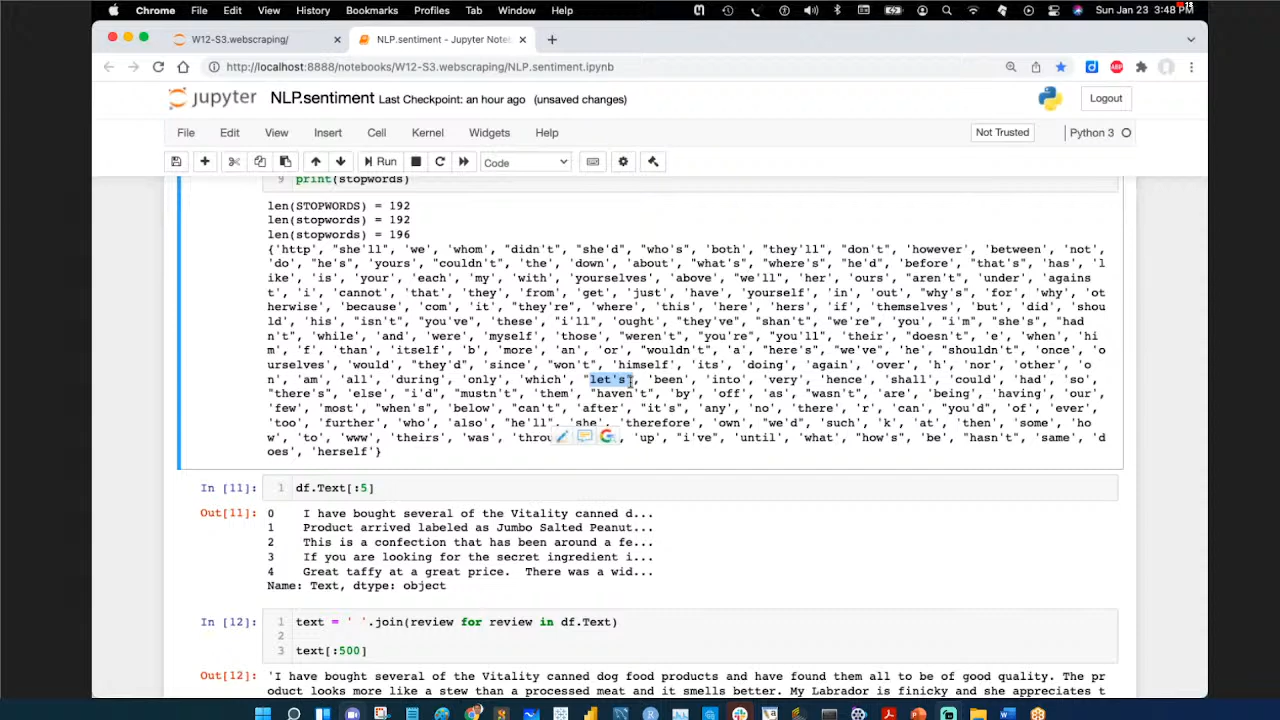 Chrome File Edit View History Bookmarks Profiles Tab Window Help Sun Jan 23 3:48 PM
W12-S3.webscraping/ NLP.sentiment - Jupyter Note
http://localhost:8888/notebooks/W12-S3.webscraping/NLP.sentiment.ipynb
jupyter NLP.sentiment Last Checkpoint: an hour ago (unsaved changes) Logout
File Edit View Insert Cell Kernel Widgets Help Not Trusted Python 3
Run Code
9 print(stopwords)
len(STOPWORDS) = 192
len(stopwords) = 192
len(stopwords) = 196
{'http', "she'll", 'we', 'whom', "didn't", "she'd", "who's", 'both', "they'll", "don't", 'however', 'between', 'not',
'do', "he's", 'yours', "couldn't", 'the', 'down', 'about', "what's", "where's", "he'd", 'before', "that's", 'has', 'l
ike', 'is', 'your', 'each', 'my', 'with', 'yourselves', 'above', "we'll", 'her', 'ours', "aren't", 'under', 'agains
t', 'i', 'cannot', 'that', 'they', 'from', 'get', 'just', 'have', 'yourself', 'in', 'out', "why's", 'for', 'why', 'ot
herwise', 'because', 'com', 'it', "they're", 'where', 'this', 'here', 'hers', 'if', 'themselves', 'but', 'did', 'shou
ld', 'his', "isn't", "you've", 'these', "i'll", 'ought', "they've", "shan't", "we're", 'you', "i'm", "she's", "had
n't", 'while', 'and', 'were', 'myself', 'those', "weren't", "you're", "you'll", 'their', "doesn't", 'e', 'when', 'hi
m', 'f', 'than', 'itself', 'b', 'more', 'an', 'or', "wouldn't", 'a', "here's", "we've", 'he', "shouldn't", 'once', 'o
urselves', 'would', "they'd", 'since', "won't", 'himself', 'its', 'doing', 'again', 'over', 'h', 'nor', 'other', 'o
n', 'am', 'all', 'during', 'only', 'which', "let's", 'been', 'into', 'very', 'hence', 'shall', 'could', 'had', 'so',
"there's", 'else', "i'd", "mustn't", 'them', "haven't", 'by', 'off', 'as', "wasn't", 'are', 'being', 'having', 'our',
'few', 'most', "when's", 'below', "can't", 'after', "it's", 'any', 'no', 'there', 'r', 'can', "you'd", 'of', 'ever',
'too', 'further', 'who', 'also', "he'll", 'she', 'therefore', 'own', "we'd", 'such', 'k', 'at', 'then', 'some', 'ho
w', 'to', 'www', 'theirs', 'was', 'throu 'up', "i've", 'until', 'what', "how's", 'be', "hasn't", 'same', 'd
oes', 'herself'}
In [11]: 1 df.Text[:5]
Out[11]: 0 I have bought several of the Vitality canned d...
1 Product arrived labeled as Jumbo Salted Peanut...
2 This is a confection that has been around a fe...
3 If you are looking for the secret ingredient i...
4 Great taffy at a great price. There was a wid...
Name: Text, dtype: object
In [12]: 1 text = ' '.join(review for review in df.Text)
2
3 text[:500]
Out[12]: 'I have bought several of the Vitality canned dog food products and have found them all to be of good quality. The pr
oduct looks more like a stew than a processed meat and it smells better. My Labrador is finicky and she appreciates t